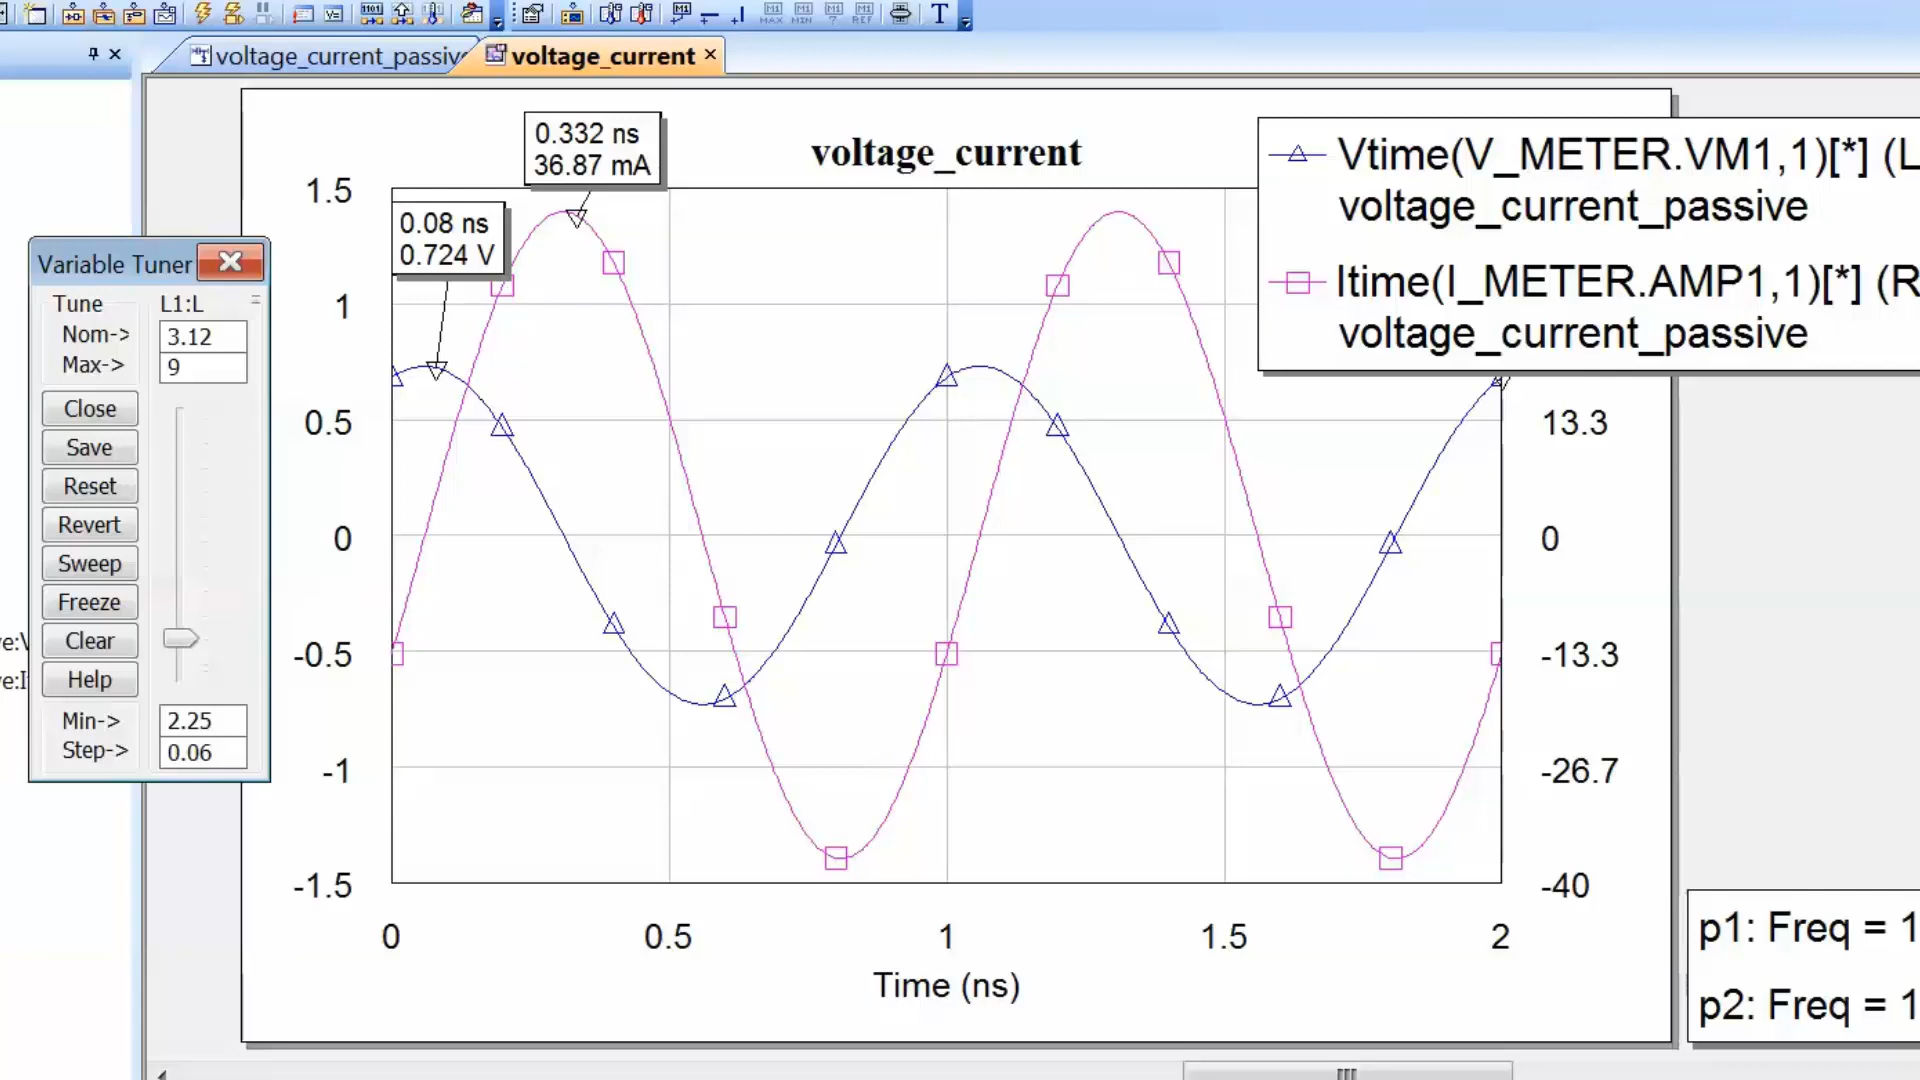 voltage_current_passive
voltage_current
0.332 ns
36.87 mA
voltage_current
0.08 ns
0.724 V
Vtime(V_METER.VM1,1)[*] (L
voltage_current_passive
Itime(I_METER.AMP1,1)[*] (R
voltage_current_passive
Variable Tuner
Tune
L1:L
Nom->
3.12
Max->
9
Close
Save
Reset
Revert
Sweep
Freeze
Clear
Help
Min->
2.25
Step->
0.06
1.5
1
0.5
0
-0.5
-1
-1.5
13.3
0
-13.3
-26.7
-40
0
0.5
1
1.5
2
Time (ns)
p1: Freq = 1
p2: Freq = 1